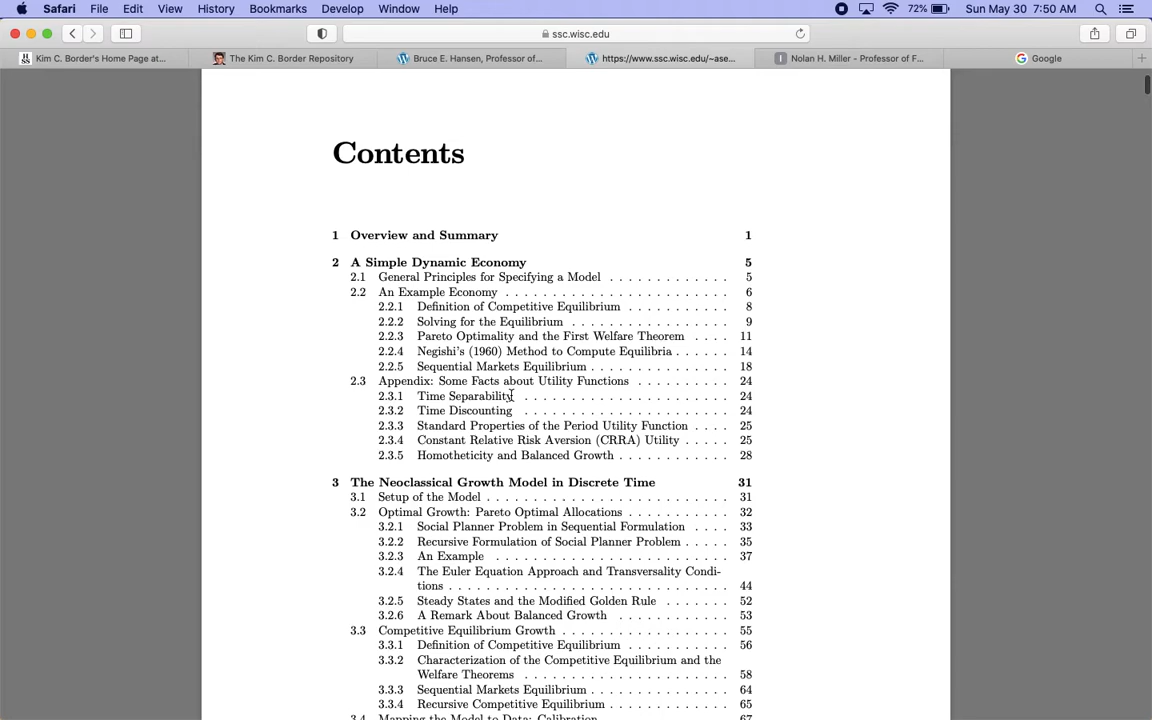 Safari File Edit View History Bookmarks Develop Window Help 72% Sun May 30 7:50 AM
ssc.wisc.edu
Kim C. Border's Home Page at... The Kim C. Border Repository Bruce E. Hansen, Professor of... https://www.ssc.wisc.edu/~ase... Nolan H. Miller - Professor of F... Google
Contents
1 Overview and Summary 1
2 A Simple Dynamic Economy 5
2.1 General Principles for Specifying a Model . . . . . . . . . . . . . 5
2.2 An Example Economy . . . . . . . . . . . . . . . . . . . . . . . . 6
2.2.1 Definition of Competitive Equilibrium . . . . . . . . . . . 8
2.2.2 Solving for the Equilibrium . . . . . . . . . . . . . . . . . 9
2.2.3 Pareto Optimality and the First Welfare Theorem . . . . 11
2.2.4 Negishi's (1960) Method to Compute Equilibria . . . . . . 14
2.2.5 Sequential Markets Equilibrium . . . . . . . . . . . . . . . 18
2.3 Appendix: Some Facts about Utility Functions . . . . . . . . . . 24
2.3.1 Time Separability . . . . . . . . . . . . . . . . . . . . . . 24
2.3.2 Time Discounting . . . . . . . . . . . . . . . . . . . . . . 24
2.3.3 Standard Properties of the Period Utility Function . . . . 25
2.3.4 Constant Relative Risk Aversion (CRRA) Utility . . . . . 25
2.3.5 Homotheticity and Balanced Growth . . . . . . . . . . . . 28
3 The Neoclassical Growth Model in Discrete Time 31
3.1 Setup of the Model . . . . . . . . . . . . . . . . . . . . . . . . . . 31
3.2 Optimal Growth: Pareto Optimal Allocations . . . . . . . . . . . 32
3.2.1 Social Planner Problem in Sequential Formulation . . . . 33
3.2.2 Recursive Formulation of Social Planner Problem . . . . . 35
3.2.3 An Example . . . . . . . . . . . . . . . . . . . . . . . . . 37
3.2.4 The Euler Equation Approach and Transversality Condi-
tions . . . . . . . . . . . . . . . . . . . . . . . . . . . . . . 44
3.2.5 Steady States and the Modified Golden Rule . . . . . . . 52
3.2.6 A Remark About Balanced Growth . . . . . . . . . . . . 53
3.3 Competitive Equilibrium Growth . . . . . . . . . . . . . . . . . . 55
3.3.1 Definition of Competitive Equilibrium . . . . . . . . . . . 56
3.3.2 Characterization of the Competitive Equilibrium and the
Welfare Theorems . . . . . . . . . . . . . . . . . . . . . . 58
3.3.3 Sequential Markets Equilibrium . . . . . . . . . . . . . . . 64
3.3.4 Recursive Competitive Equilibrium . . . . . . . . . . . . . 65
3.4 Mapping the Model to Data: Calibration . . . . . . . . . . . . . . 67